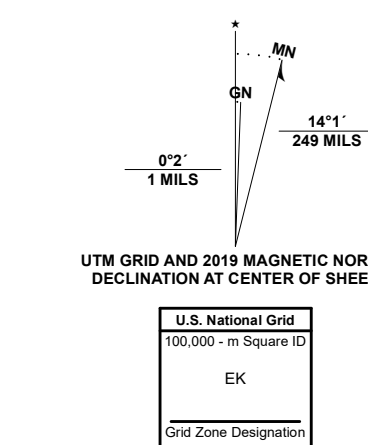 MN
GN
14°1´
249 MILS
0°2´
1 MILS
UTM GRID AND 2019 MAGNETIC NOR
DECLINATION AT CENTER OF SHEE
U.S. National Grid
100,000 - m Square ID
EK
Grid Zone Designation